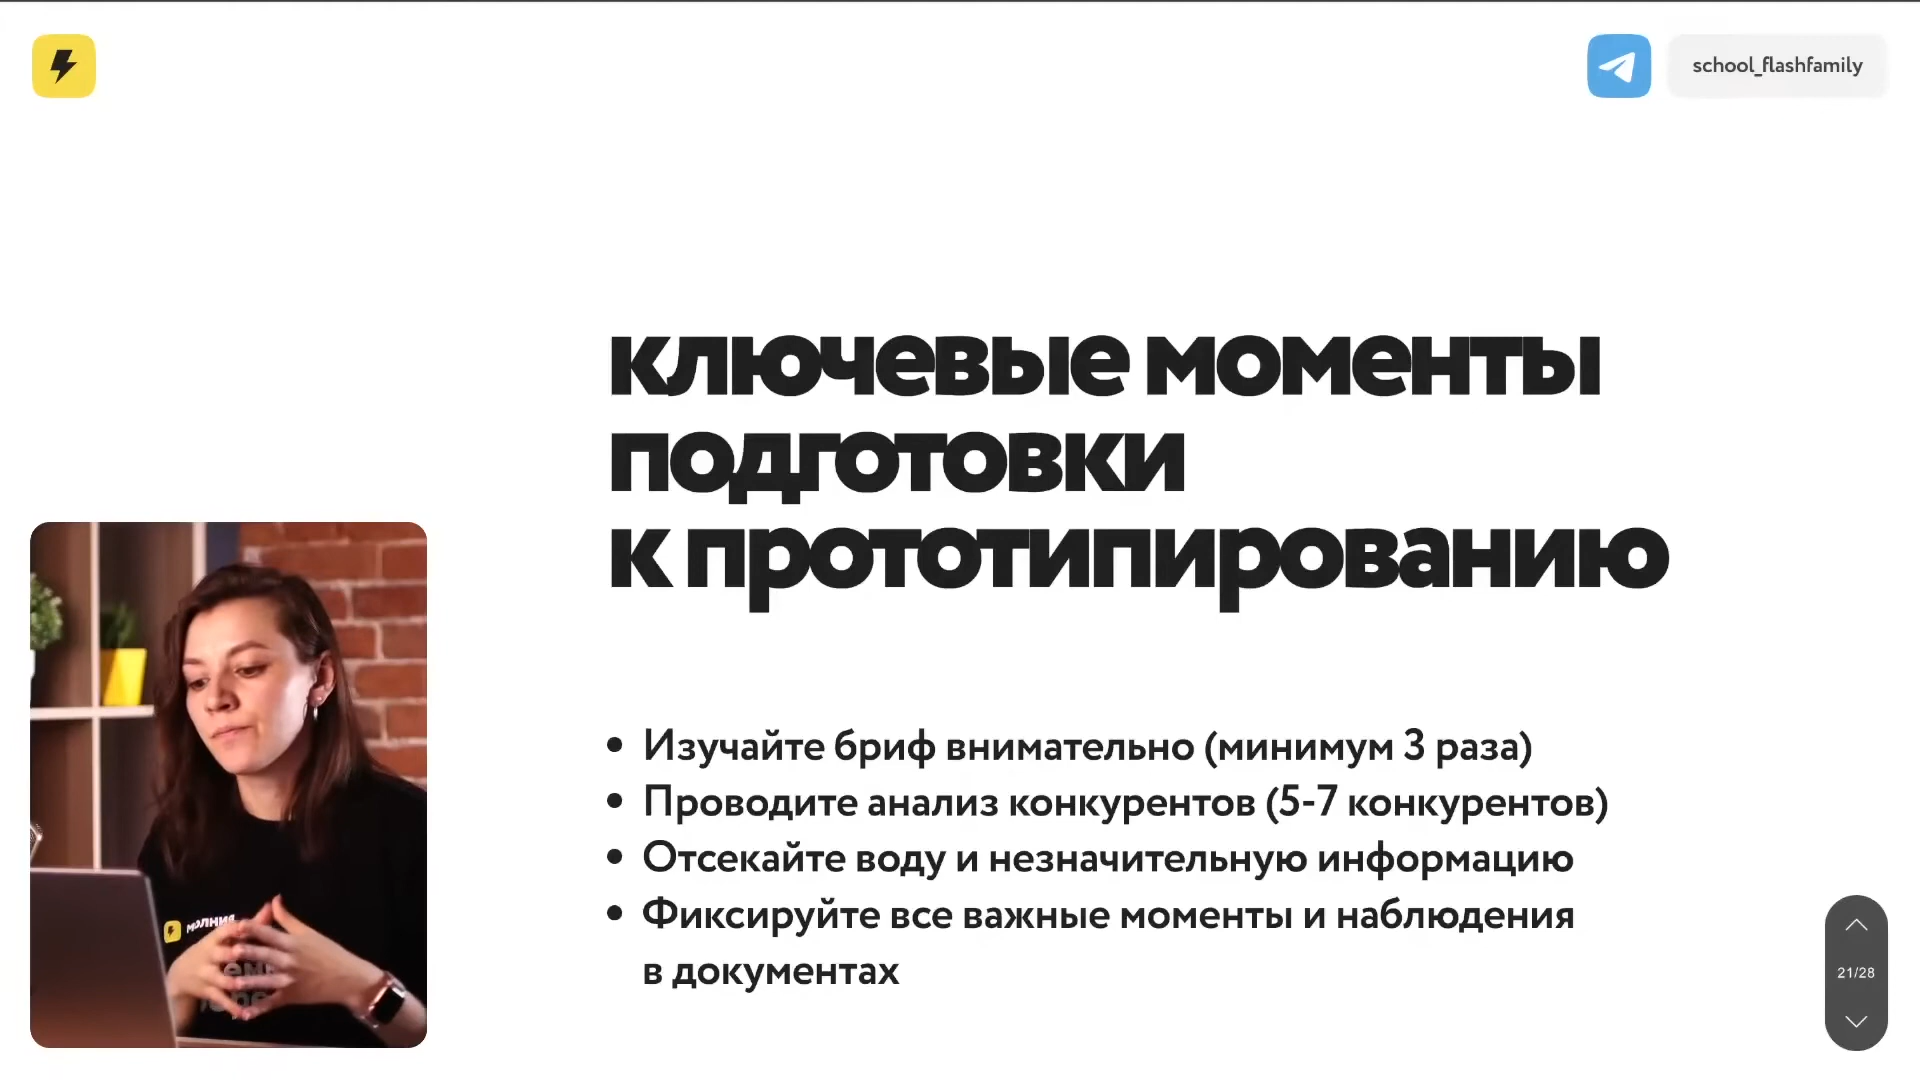 school_flashfamily
ключевые моменты
подготовки
к прототипированию
• Изучайте бриф внимательно (минимум 3 раза)
• Проводите анализ конкурентов (5-7 конкурентов)
• Отсекайте воду и незначительную информацию
• Фиксируйте все важные моменты и наблюдения
в документах
молния
21/28